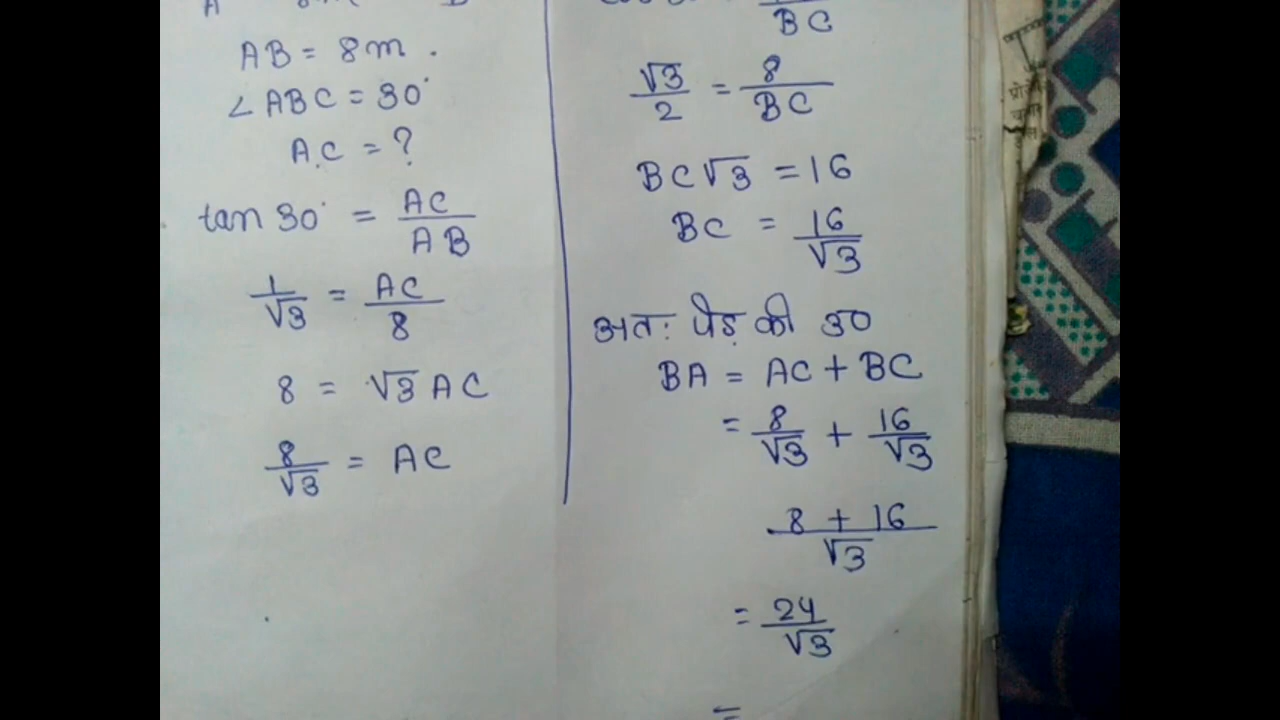 AB = 8m .
∠ABC = 30°
AC = ?
tan 30° = AC/AB
1/√3 = AC/8
8 = √3 AC
8/√3 = AC
BC
√3/2 = 8/BC
BC√3 = 16
BC = 16/√3
अतः पेड़ की ऊ०
BA = AC + BC
= 8/√3 + 16/√3
8 + 16/√3
= 24/√3
=